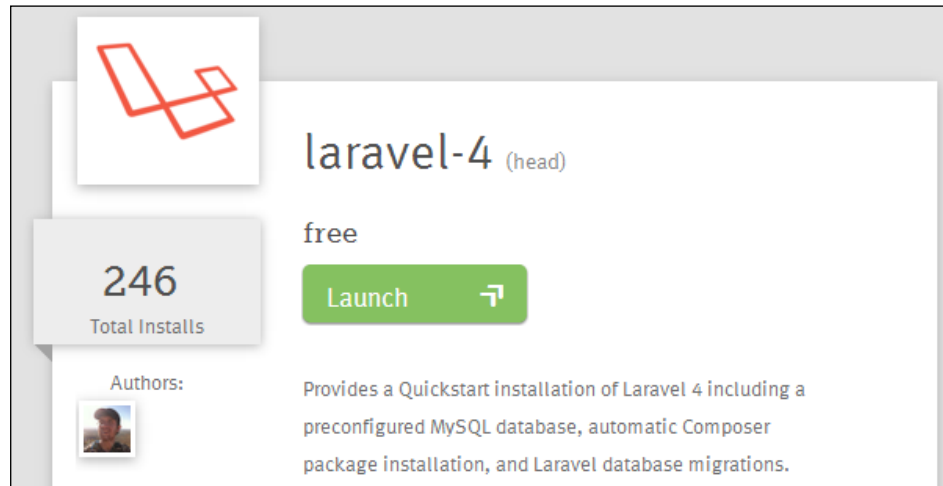 laravel-4 (head)
free
Launch
246
Total Installs
Authors:
Provides a Quickstart installation of Laravel 4 including a
preconfigured MySQL database, automatic Composer
package installation, and Laravel database migrations.